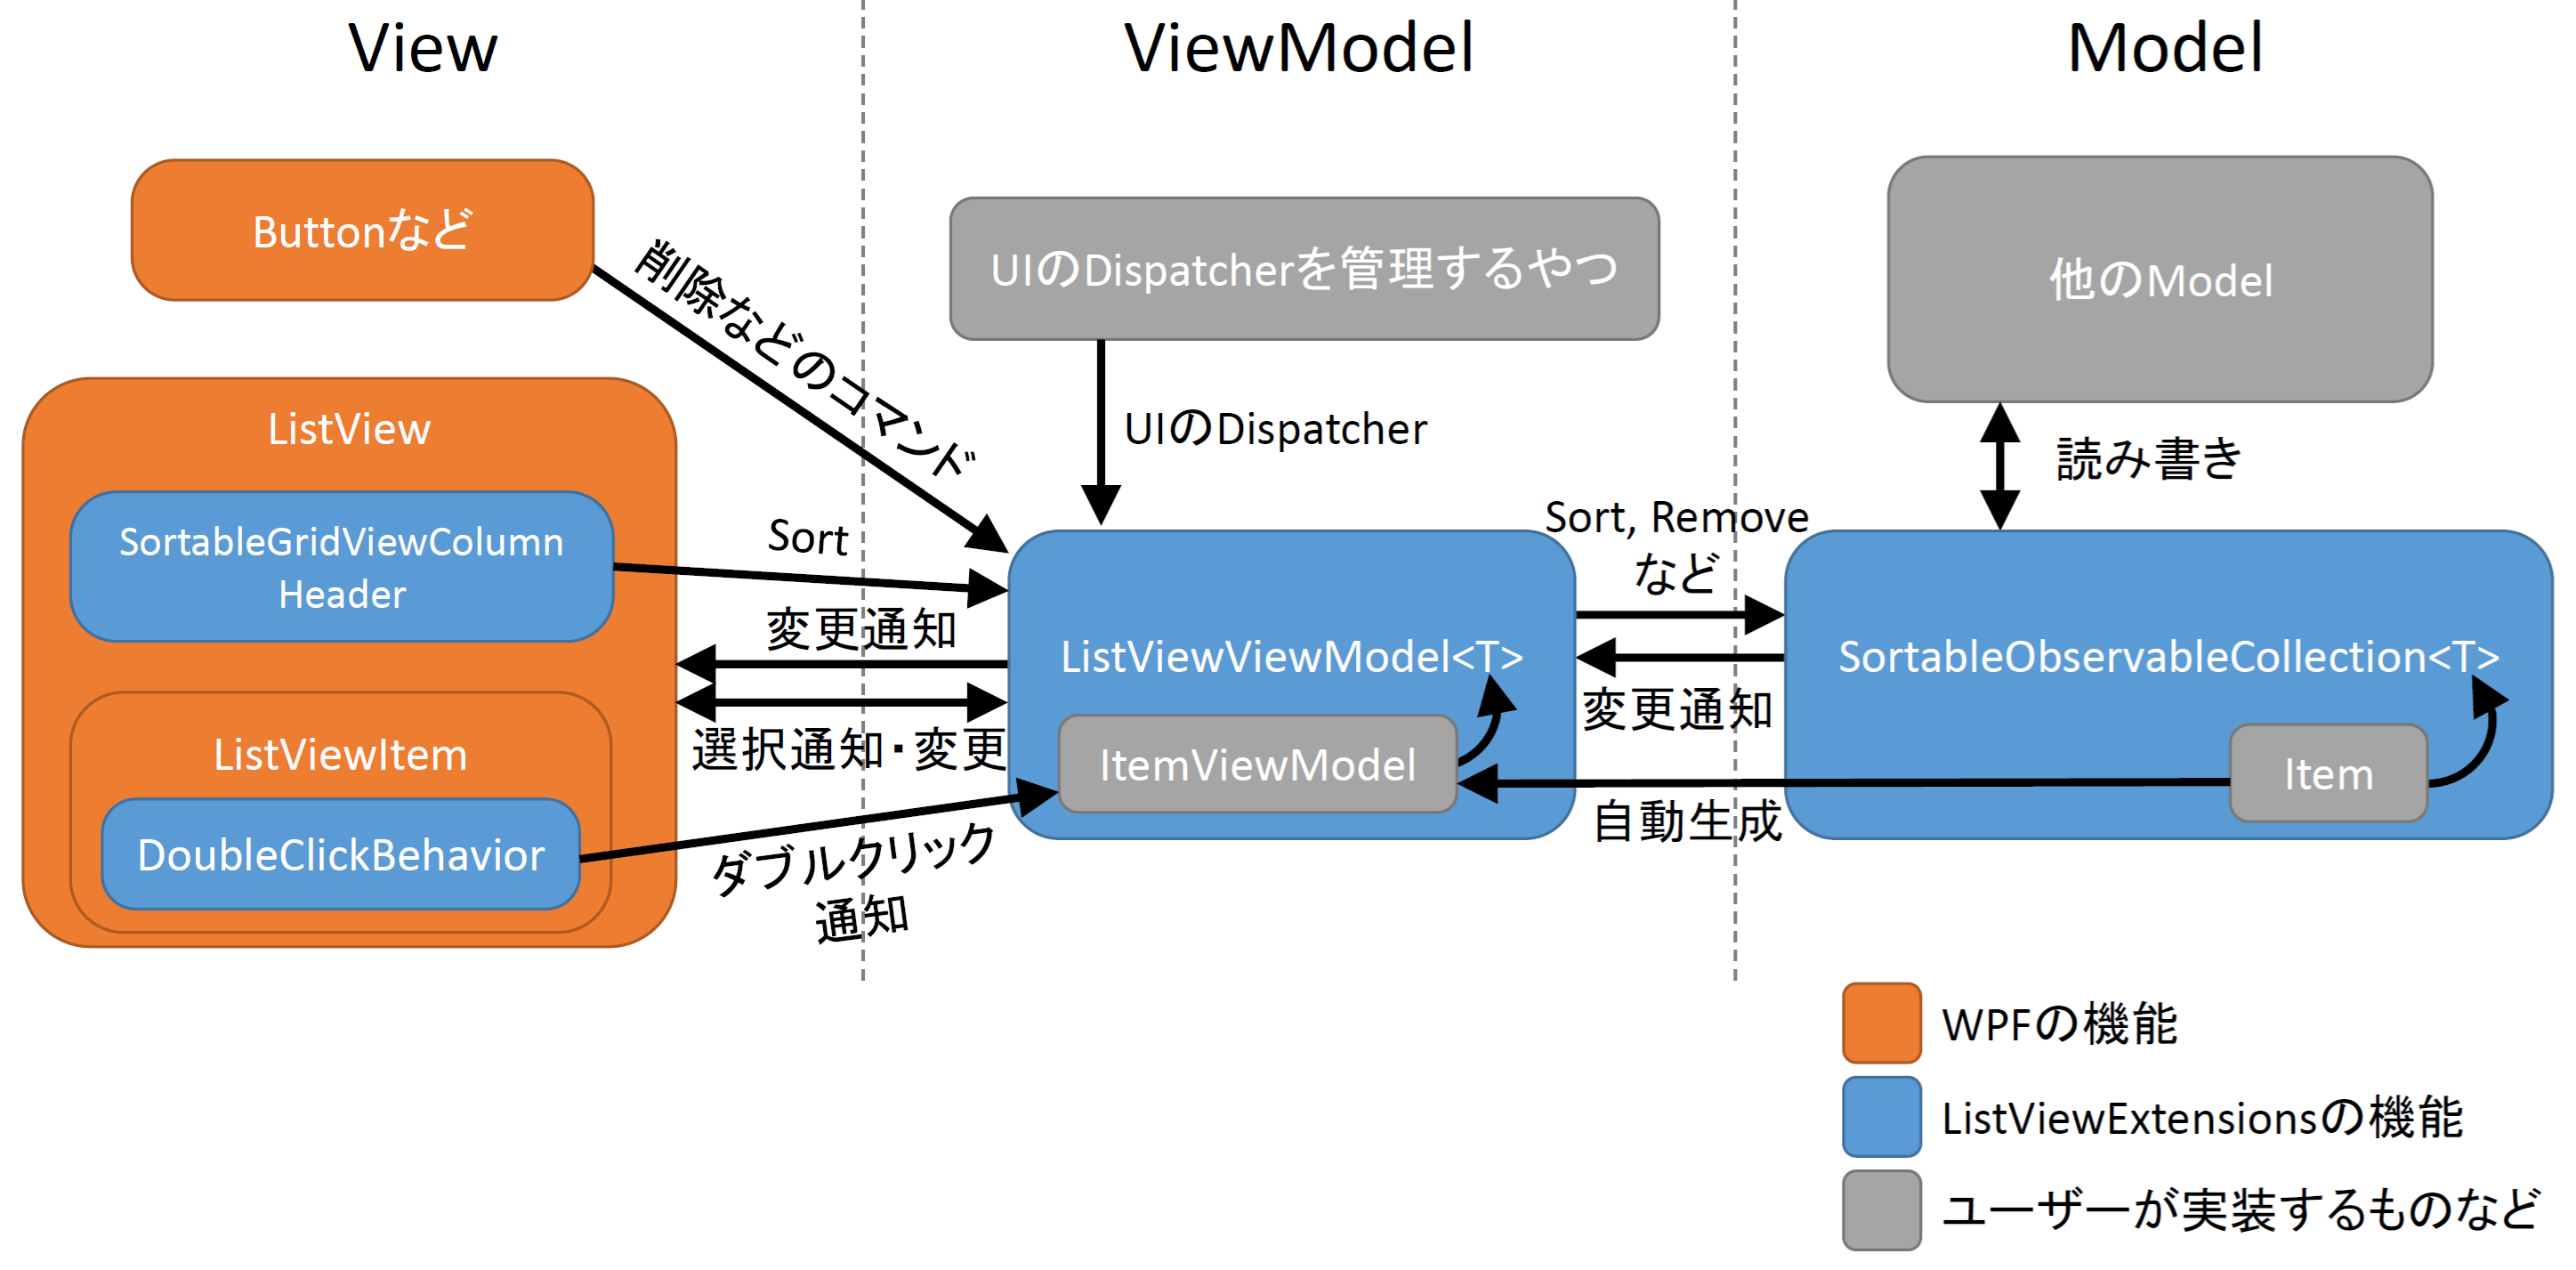 View
ViewModel
Model
Buttonなど
削除などのコマンド
UIのDispatcherを管理するやつ
他のModel
ListView
UIのDispatcher
読み書き
SortableGridViewColumn
Header
Sort
Sort, Remove
など
変更通知
ListViewViewModel<T>
SortableObservableCollection<T>
変更通知
選択通知・変更
ListViewItem
ItemViewModel
Item
自動生成
DoubleClickBehavior
ダブルクリック
通知
WPFの機能
ListViewExtensionsの機能
ユーザーが実装するものなど